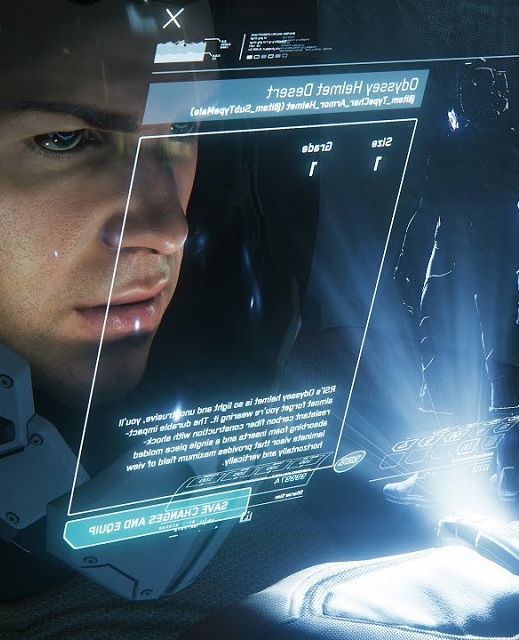 Odyssey Helmet Desert
@item_TypeChar_Armor_Helmet (@item_SubTypeMale)
Size
1
Grade
1
RSI's Odyssey helmet is so light and unobtrusive, you'll
almost forget you're wearing it. The durable impact-
resistant carbon fiber construction with shock-
absorbing foam inserts and a single piece molded
laminate visor that provides maximum field of view
horizontally and vertically.
SAVE CHANGES AND EQUIP